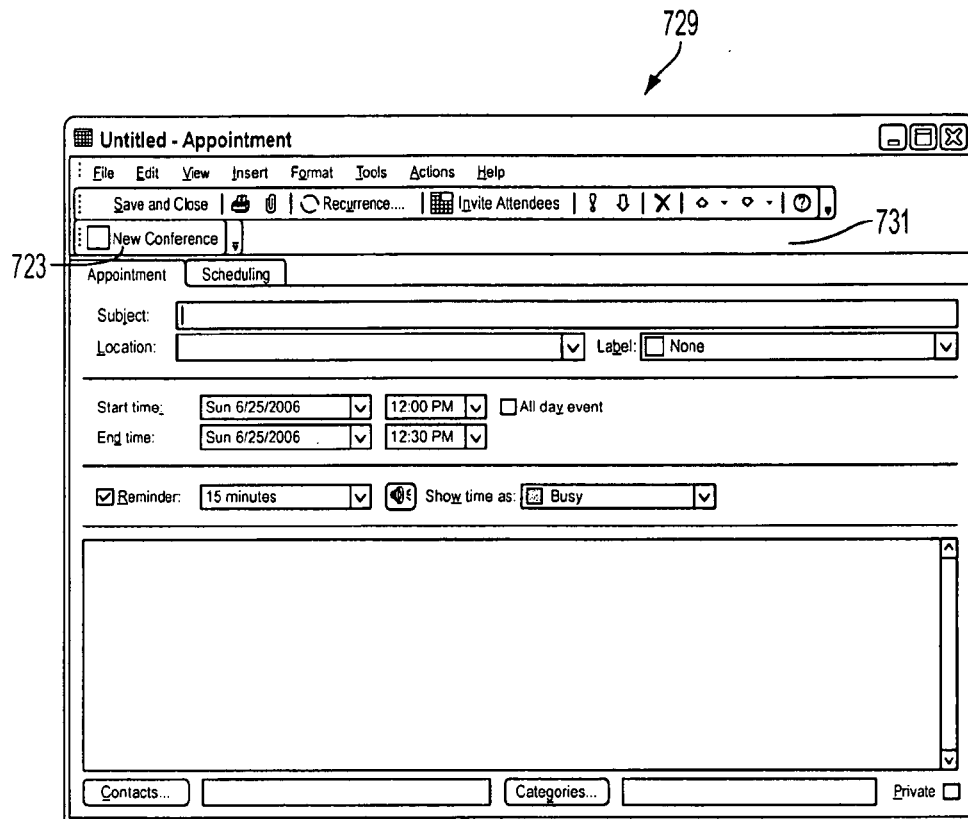 729
Untitled - Appointment
File Edit View Insert Format Tools Actions Help
Save and Close Recurrence.... Invite Attendees
731
New Conference
723
Appointment Scheduling
Subject:
Location: Label: None
Start time: Sun 6/25/2006 12:00 PM All day event
End time: Sun 6/25/2006 12:30 PM
Reminder: 15 minutes Show time as: Busy
Contacts... Categories... Private